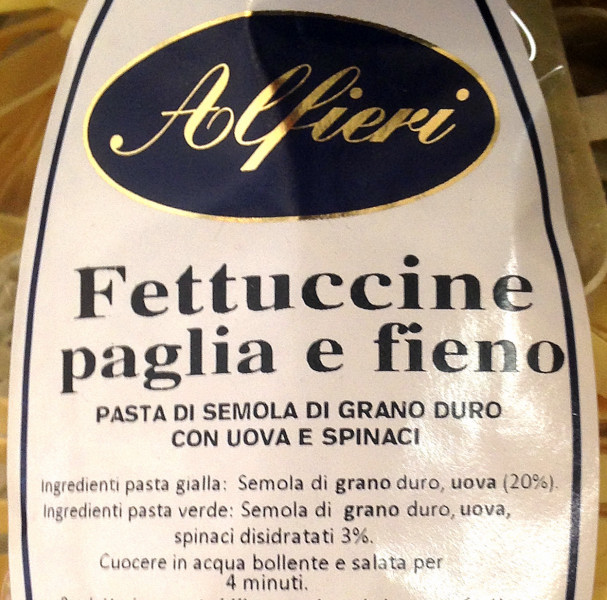 Alfieri
Fettuccine
paglia e fieno
PASTA DI SEMOLA DI GRANO DURO
CON UOVA E SPINACI
Ingredienti pasta gialla: Semola di grano duro, uova (20%).
Ingredienti pasta verde: Semola di grano duro, uova,
spinaci disidratati 3%.
Cuocere in acqua bollente e salata per
4 minuti.